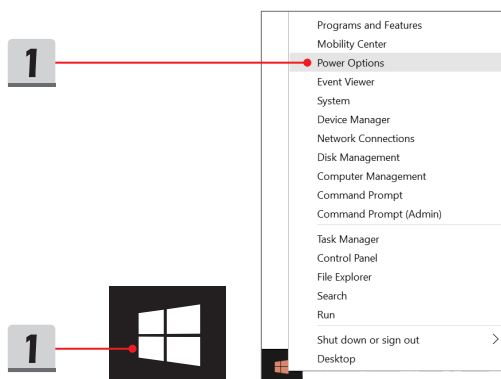 1
Programs and Features
Mobility Center
Power Options
Event Viewer
System
Device Manager
Network Connections
Disk Management
Computer Management
Command Prompt
Command Prompt (Admin)
Task Manager
Control Panel
File Explorer
Search
Run
Shut down or sign out
Desktop
1